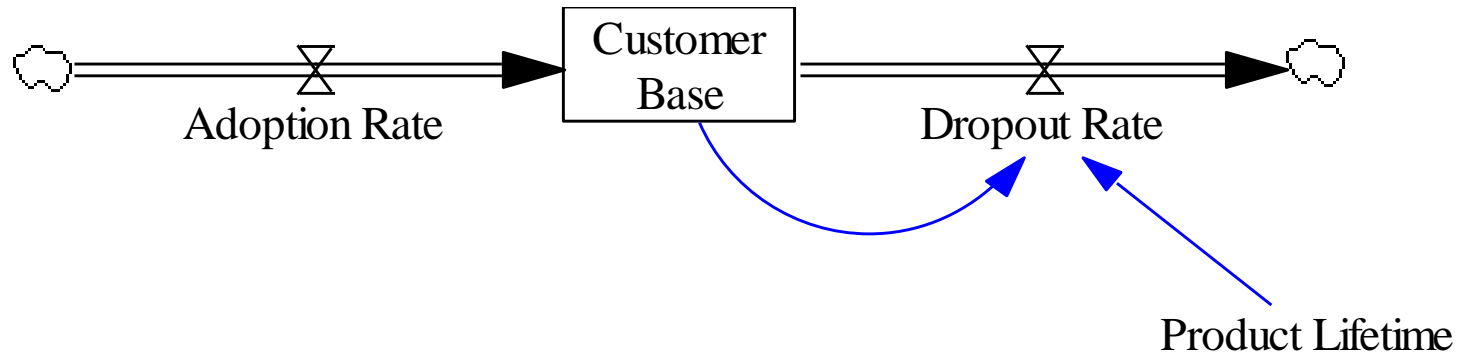 Customer
Base
Adoption Rate
Dropout Rate
Product Lifetime